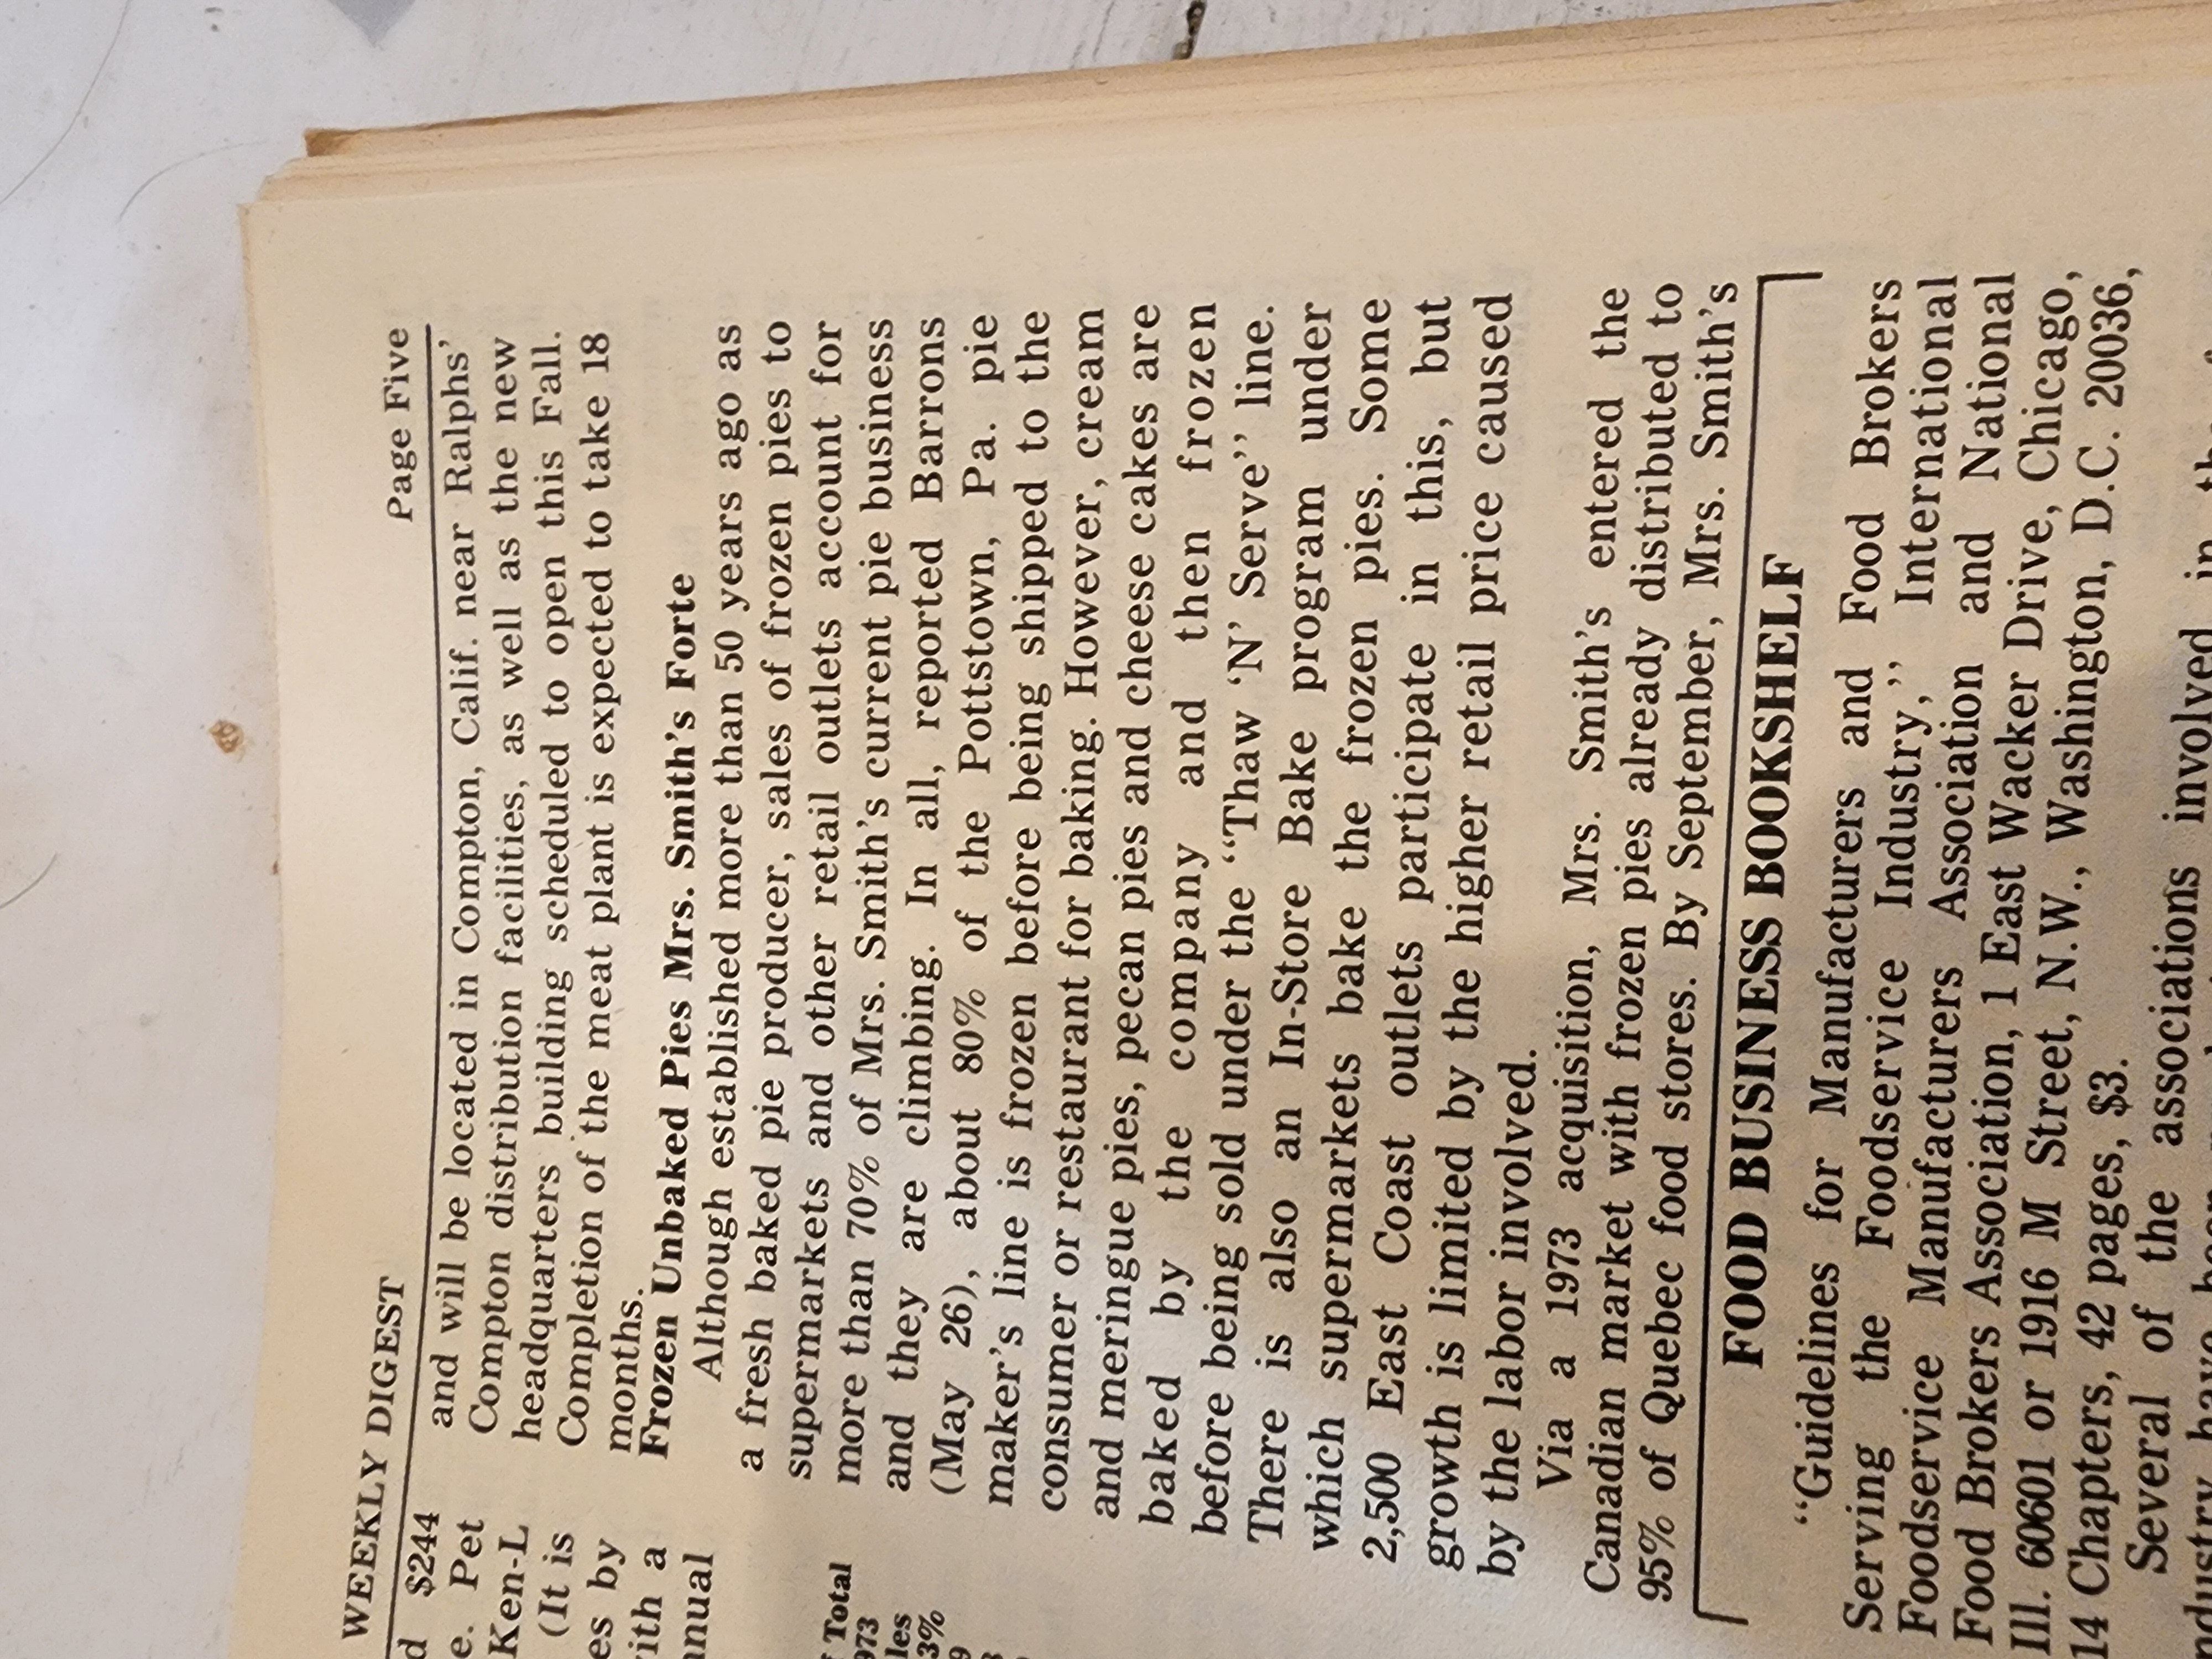 WEEKLY DIGEST Page Five
d $244
e. Pet
Ken-L
(It is
es by
ith a
nnual
Total
973
les
3%
9
and will be located in Compton, Calif. near Ralphs'
Compton distribution facilities, as well as the new
headquarters building scheduled to open this Fall.
Completion of the meat plant is expected to take 18
months.
Frozen Unbaked Pies Mrs. Smith's Forte
Although established more than 50 years ago as
a fresh baked pie producer, sales of frozen pies to
supermarkets and other retail outlets account for
more than 70% of Mrs. Smith's current pie business
and they are climbing. In all, reported Barrons
(May 26), about 80% of the Pottstown, Pa. pie
maker's line is frozen before being shipped to the
consumer or restaurant for baking. However, cream
and meringue pies, pecan pies and cheese cakes are
baked by the company and then frozen
before being sold under the "Thaw 'N' Serve" line.
There is also an In-Store Bake program under
which supermarkets bake the frozen pies. Some
2,500 East Coast outlets participate in this, but
growth is limited by the higher retail price caused
by the labor involved.
Via a 1973 acquisition, Mrs. Smith's entered the
Canadian market with frozen pies already distributed to
95% of Quebec food stores. By September, Mrs. Smith's
FOOD BUSINESS BOOKSHELF
"Guidelines for Manufacturers and Food Brokers
Serving the Foodservice Industry,", International
Foodservice Manufacturers Association and National
Food Brokers Association, 1 East Wacker Drive, Chicago,
Ill. 60601 or 1916 M Street, N.W., Washington, D.C. 20036,
14 Chapters, 42 pages, $3.
Several of the associations involved in